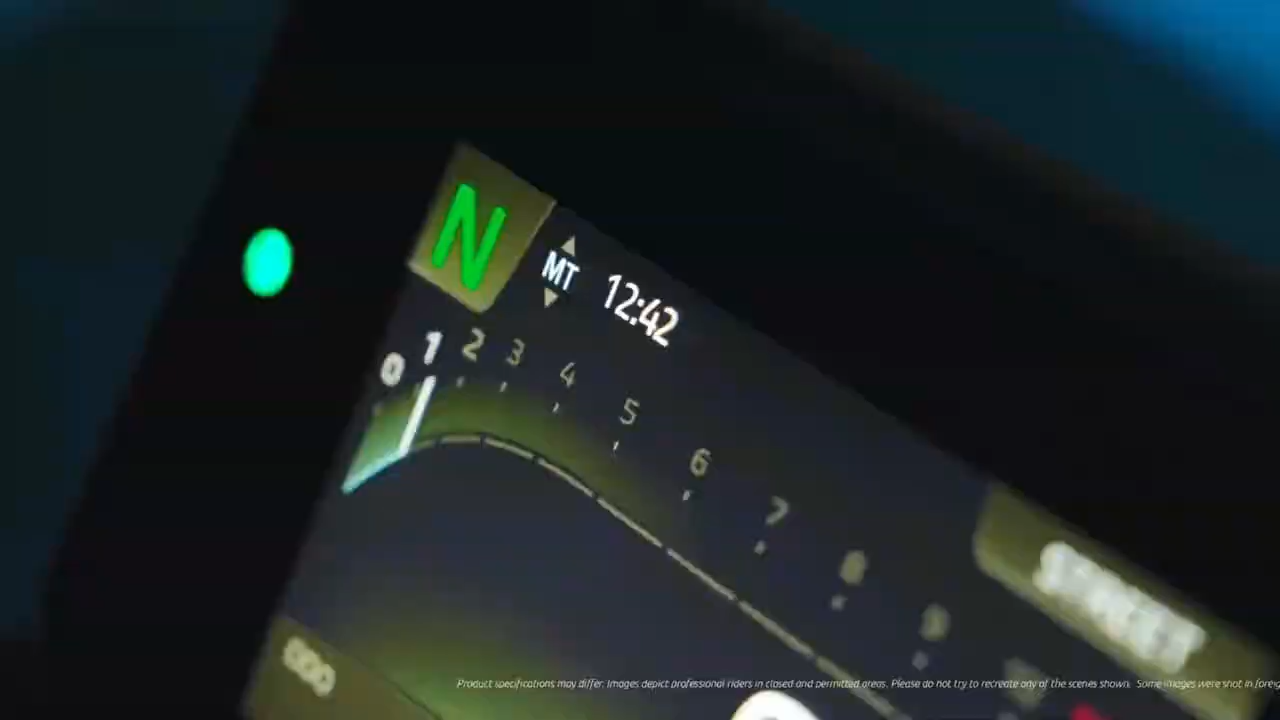 N
MT 12:42
0 1 2 3 4 5 6 7 8 9
STREET
Product specifications may differ. Images depict professional riders in closed and permitted areas. Please do not try to recreate any of the scenes shown. Some images were shot in foreig